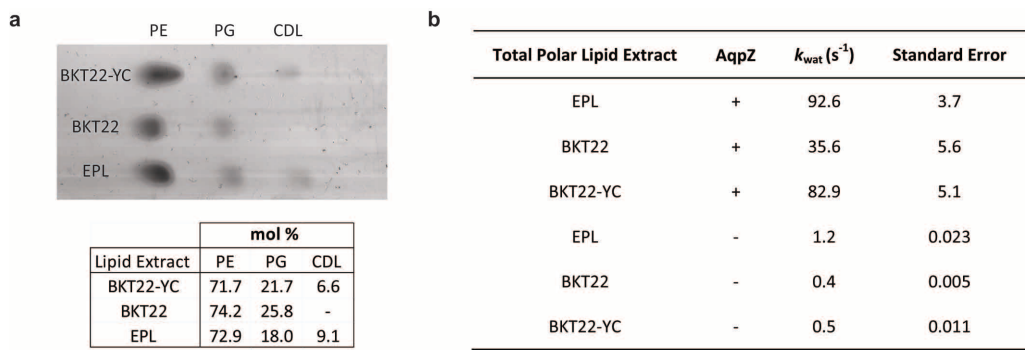 a
PE PG CDL
BKT22-YC
BKT22
EPL
mol %
Lipid Extract PE PG CDL
BKT22-YC 71.7 21.7 6.6
BKT22 74.2 25.8 -
EPL 72.9 18.0 9.1
b
Total Polar Lipid Extract AqpZ kwat (s-1) Standard Error
EPL + 92.6 3.7
BKT22 + 35.6 5.6
BKT22-YC + 82.9 5.1
EPL - 1.2 0.023
BKT22 - 0.4 0.005
BKT22-YC - 0.5 0.011